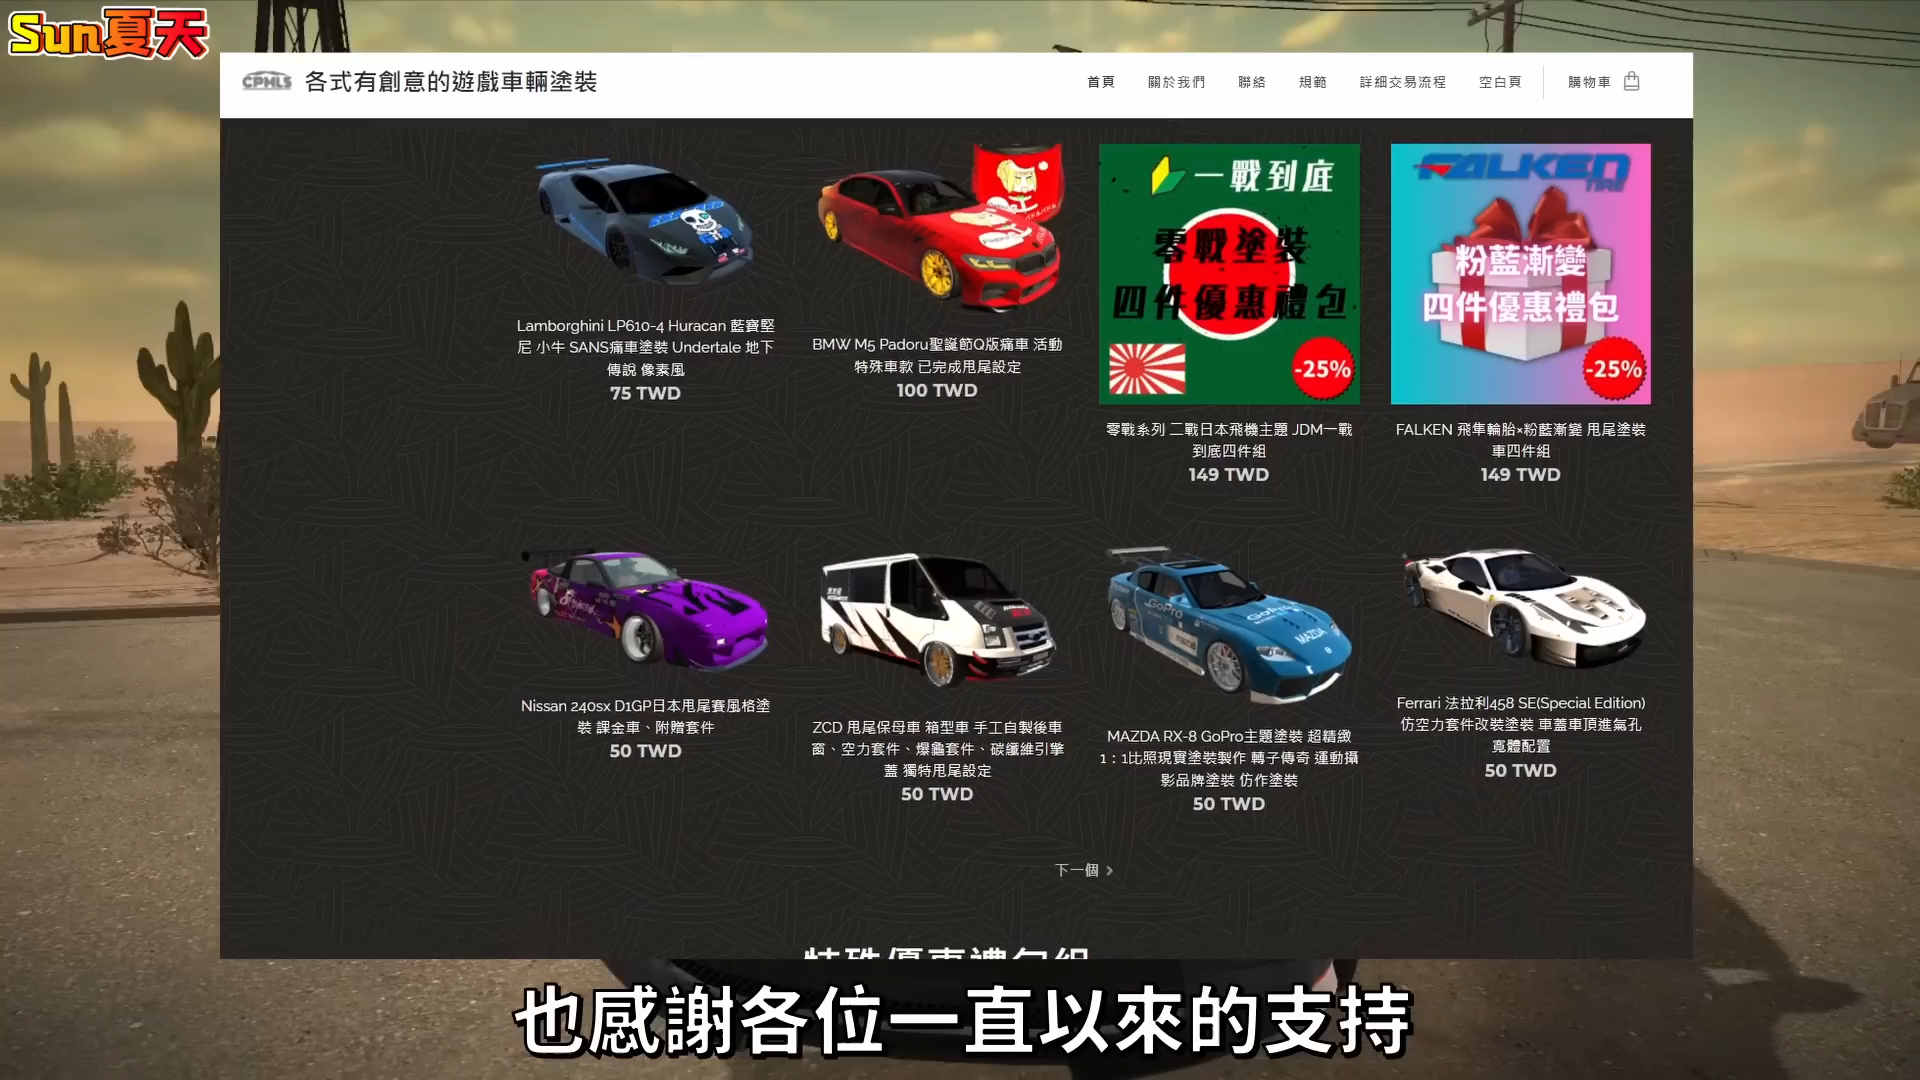 Sun夏天
CPMLS 各式有創意的遊戲車輛塗裝
首頁 關於我們 聯絡 規範 詳細交易流程 空白頁 購物車
Lamborghini LP610-4 Huracan 藍寶堅
尼 小牛 SANS痛車塗裝 Undertale 地下
傳說 像素風
75 TWD
BMW M5 Padoru聖誕節Q版痛車 活動
特殊車款 已完成甩尾設定
100 TWD
一戰到底
零戰塗裝
四件優惠禮包
-25%
零戰系列 二戰日本飛機主題 JDM一戰
到底四件組
149 TWD
FALKEN
TIRE
粉藍漸變
四件優惠禮包
-25%
FALKEN 飛隼輪胎×粉藍漸變 甩尾塗裝
車四件組
149 TWD
Nissan 240sx D1GP日本甩尾賽風格塗
裝 課金車、附贈套件
50 TWD
ZCD 甩尾保母車 箱型車 手工自製後車
窗、空力套件、爆龜套件、碳纖維引擎
蓋 獨特甩尾設定
50 TWD
GoPro
GoPro
MAZDA
MAZDA RX-8 GoPro主題塗裝 超精緻
1：1比照現實塗裝製作 轉子傳奇 運動攝
影品牌塗裝 仿作塗裝
50 TWD
Ferrari 法拉利458 SE(Special Edition)
仿空力套件改裝塗裝 車蓋車頂進氣孔
寬體配置
50 TWD
下一個 >
特殊優惠禮包組
也感謝各位一直以來的支持